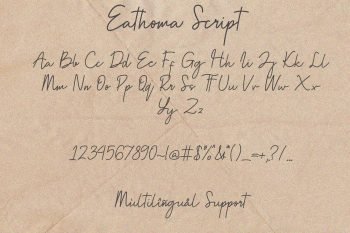 Eathoma Script
Aa Bb Cc Dd Ee Ff Gg Hh Ii Jj Kk Ll
Mm Nn Oo Pp Qq Rr Ss Tt Uu Vv Ww Xx
Yy Zz
1234567890~!@#$%^&*()_=+,?/...
Multilingual Support